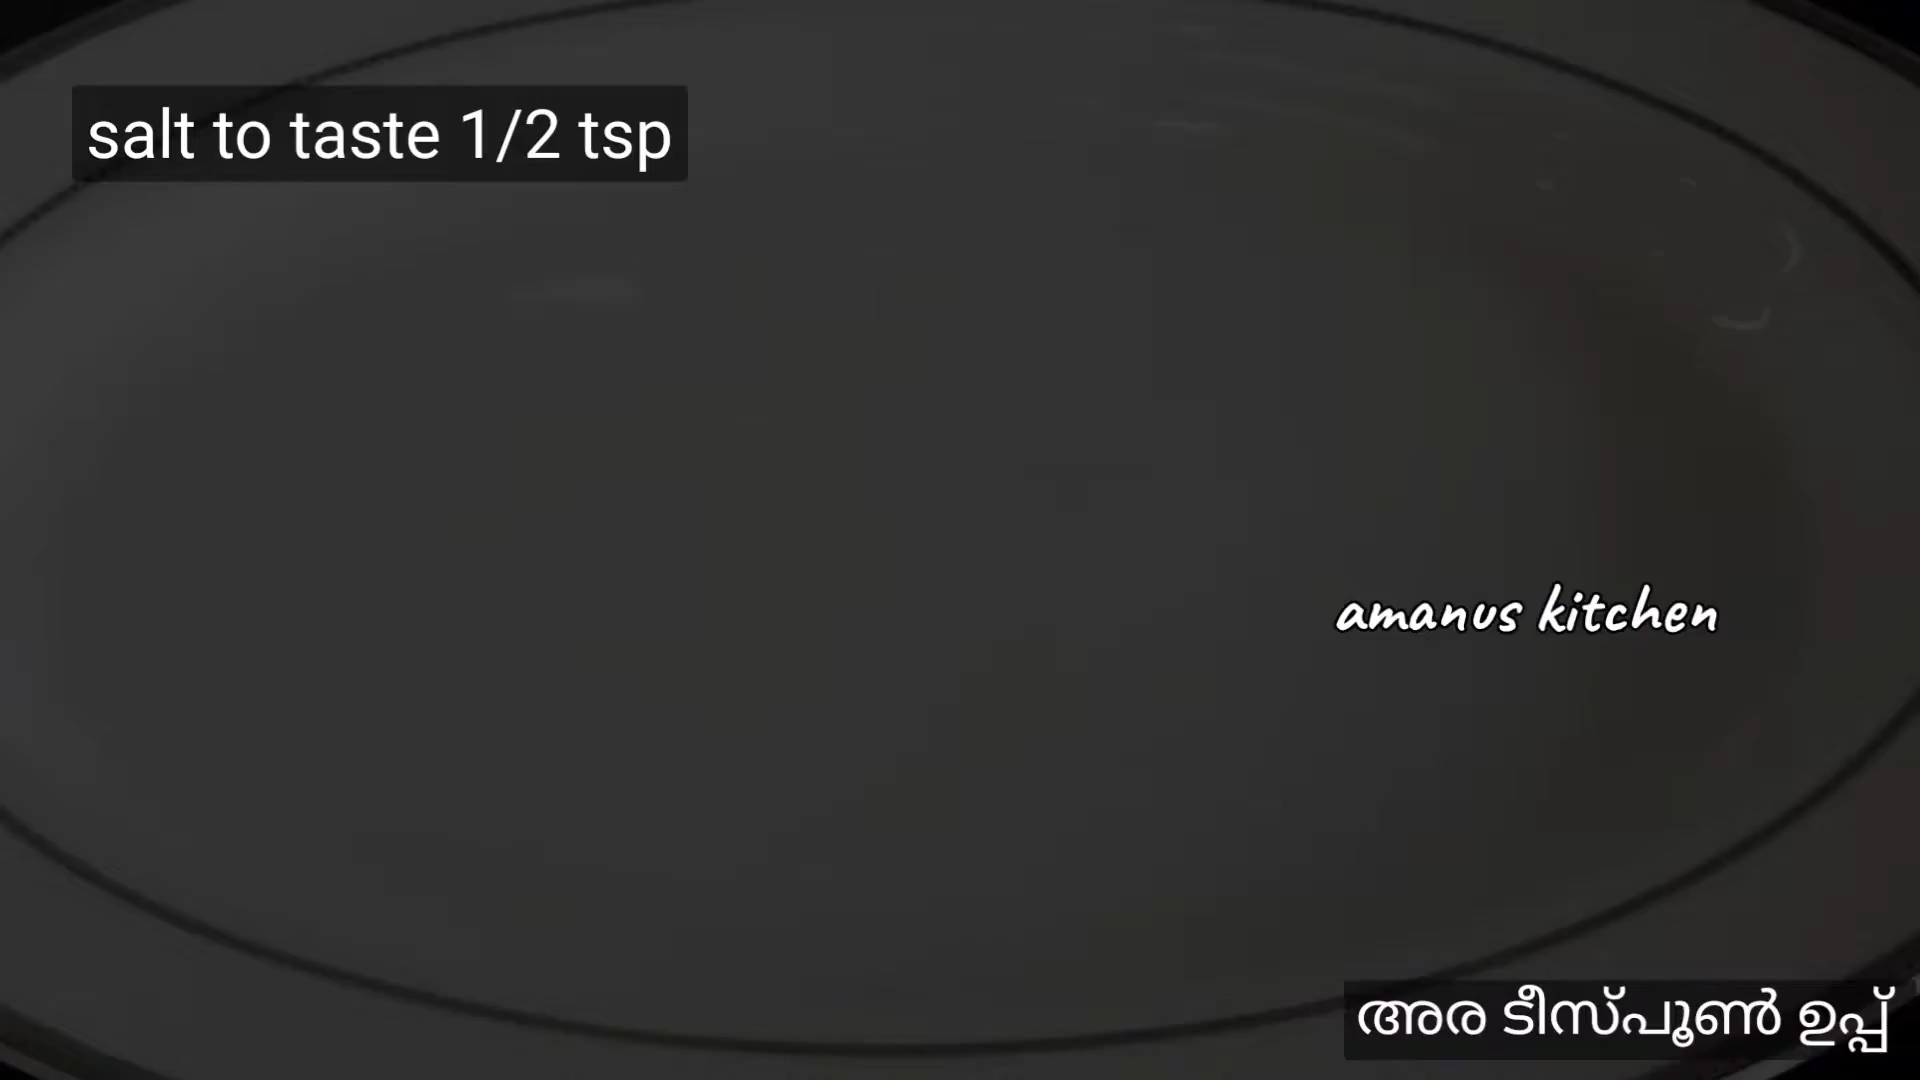 salt to taste 1/2 tsp
amanus kitchen
അര ടീസ്പൂൺ ഉപ്പ്